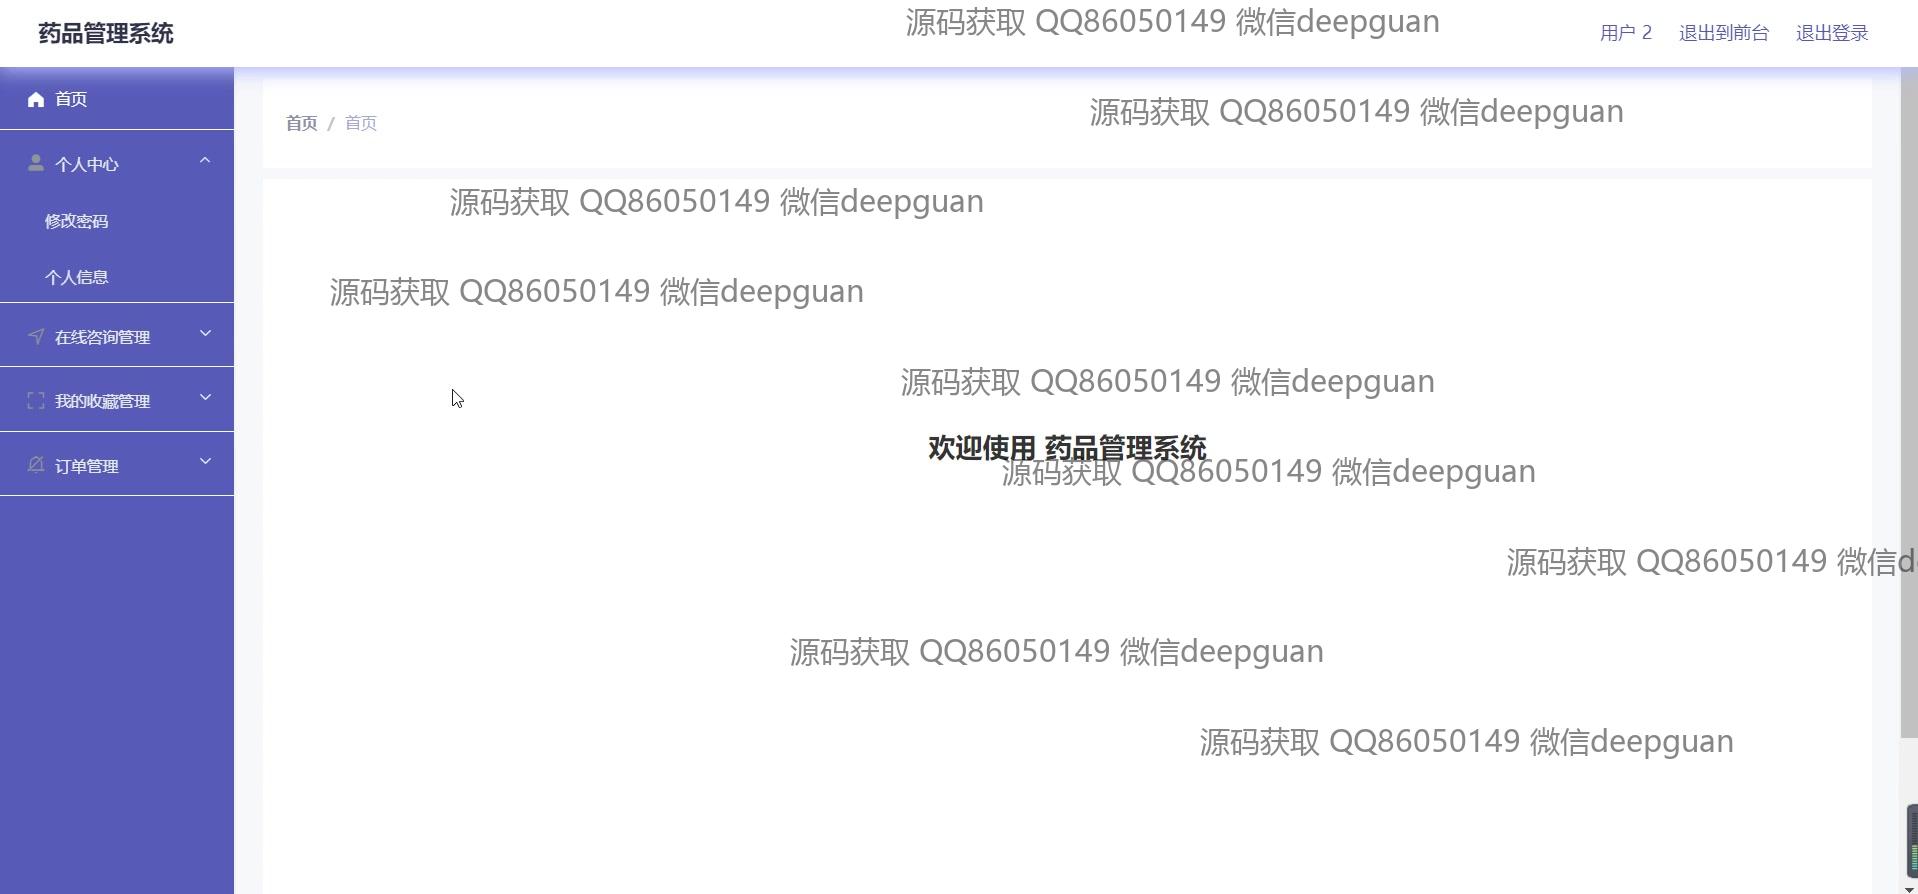 药品管理系统
源码获取 QQ86050149 微信deepguan
用户 2
退出到前台
退出登录
首页
首页 / 首页
源码获取 QQ86050149 微信deepguan
个人中心
源码获取 QQ86050149 微信deepguan
修改密码
个人信息
源码获取 QQ86050149 微信deepguan
在线咨询管理
源码获取 QQ86050149 微信deepguan
我的收藏管理
欢迎使用 药品管理系统
订单管理
源码获取 QQ86050149 微信deepguan
源码获取 QQ86050149 微信d
源码获取 QQ86050149 微信deepguan
源码获取 QQ86050149 微信deepguan